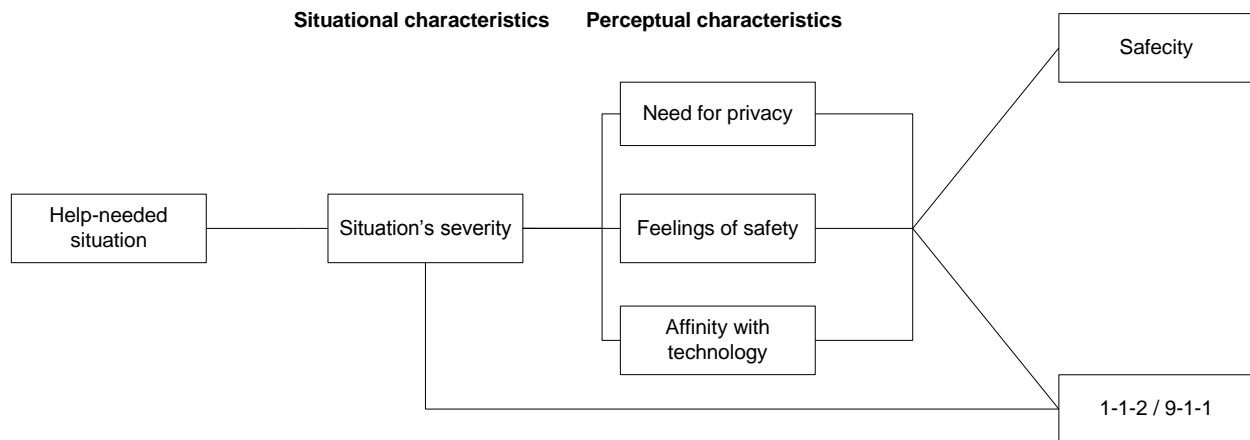 Situational characteristics
Perceptual characteristics
Safecity
Need for privacy
Help-needed
situation
Situation’s severity
Feelings of safety
Affinity with
technology
1-1-2 / 9-1-1